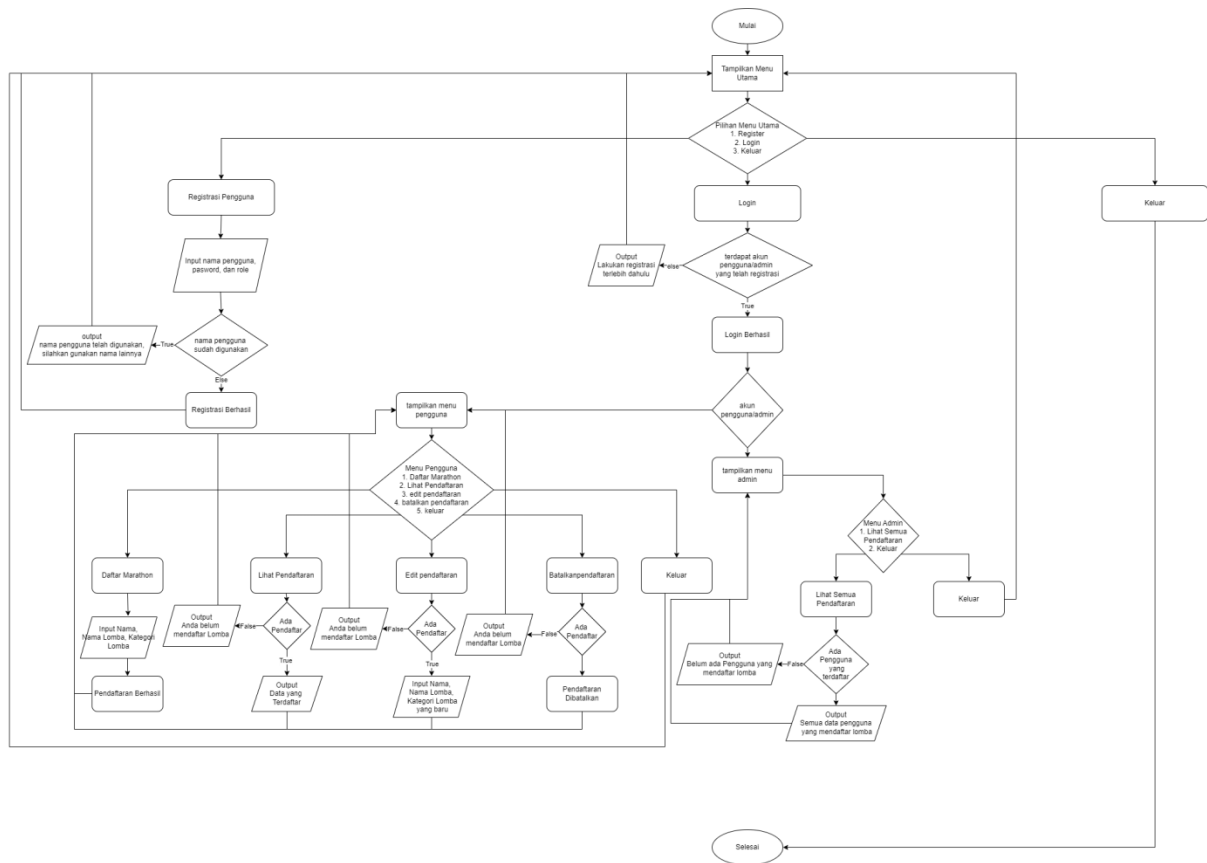 Mulai
Tampilkan Menu
Utama
Pilihan Menu Utama
1. Register
2. Login
3. Keluar
Registrasi Pengguna
Login
Keluar
Input nama pengguna,
pasword, dan role
Output
Lakukan registrasi
terlebih dahulu
else
terdapat akun
pengguna/admin
yang telah registrasi
True
output
nama pengguna telah digunakan,
silahkan gunakan nama lainnya
True
nama pengguna
sudah digunakan
Else
Login Berhasil
Registrasi Berhasil
tampilkan menu
pengguna
akun
pengguna/admin
Menu Pengguna
1. Daftar Marathon
2. Lihat Pendaftaran
3. edit pendaftaran
4. batalkan pendaftaran
5. keluar
tampilkan menu
admin
Menu Admin
1. Lihat Semua
Pendaftaran
2. Keluar
Daftar Marathon
Lihat Pendaftaran
Edit pendaftaran
Batalkanpendaftaran
Keluar
Lihat Semua
Pendaftaran
Keluar
Input Nama,
Nama Lomba, Kategori
Lomba
Output
Anda belum
mendaftar Lomba
False
Ada
Pendaftar
True
Output
Anda belum
mendaftar Lomba
False
Ada
Pendaftar
True
Output
Anda belum
mendaftar Lomba
False
Ada
Pendaftar
Output
Belum ada Pengguna yang
mendaftar lomba
False
Ada
Pengguna
yang
terdaftar
Pendaftaran Berhasil
Output
Data yang
Terdaftar
Input Nama,
Nama Lomba,
Kategori Lomba
yang baru
Pendaftaran
Dibatalkan
Output
Semua data pengguna
yang mendaftar lomba
Selesai